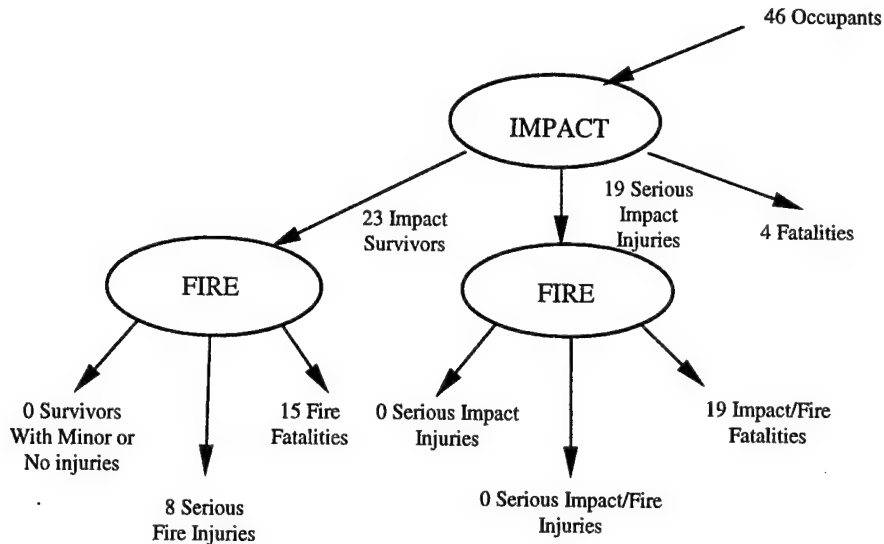 46 Occupants
IMPACT
23 Impact
Survivors
19 Serious
Impact
Injuries
4 Fatalities
FIRE
FIRE
0 Survivors
With Minor or
No injuries
15 Fire
Fatalities
8 Serious
Fire Injuries
0 Serious Impact
Injuries
19 Impact/Fire
Fatalities
0 Serious Impact/Fire
Injuries